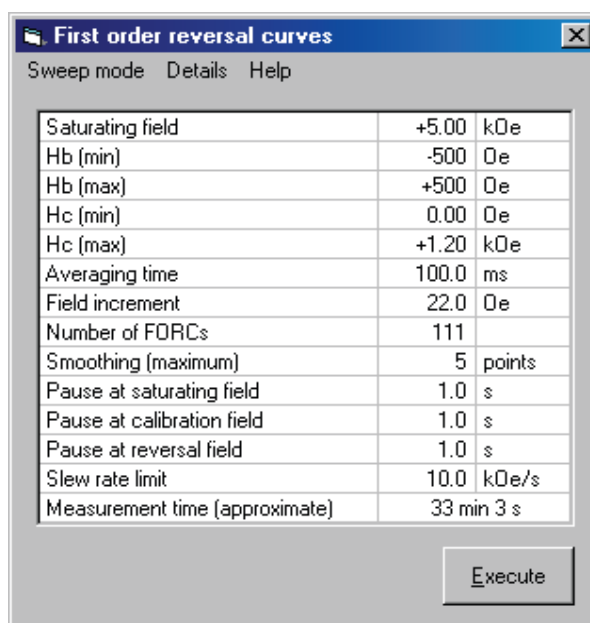 First order reversal curves
Sweep mode Details Help
Saturating field +5.00 kOe
Hb (min) -500 Oe
Hb (max) +500 Oe
Hc (min) 0.00 Oe
Hc (max) +1.20 kOe
Averaging time 100.0 ms
Field increment 22.0 Oe
Number of FORCs 111
Smoothing (maximum) 5 points
Pause at saturating field 1.0 s
Pause at calibration field 1.0 s
Pause at reversal field 1.0 s
Slew rate limit 10.0 kOe/s
Measurement time (approximate) 33 min 3 s
Execute